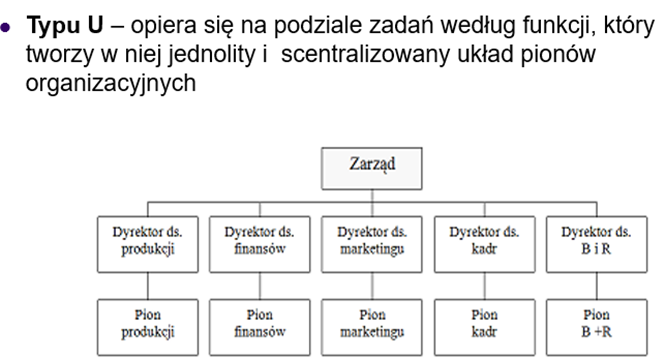 • Typu U – opiera się na podziale zadań według funkcji, który
tworzy w niej jednolity i  scentralizowany układ pionów
organizacyjnych
Zarząd
Dyrektor ds.
produkcji
Dyrektor ds.
finansów
Dyrektor ds.
marketingu
Dyrektor ds.
kadr
Dyrektor ds.
B i R
Pion
produkcji
Pion
finansów
Pion
marketingu
Pion
kadr
Pion
B +R